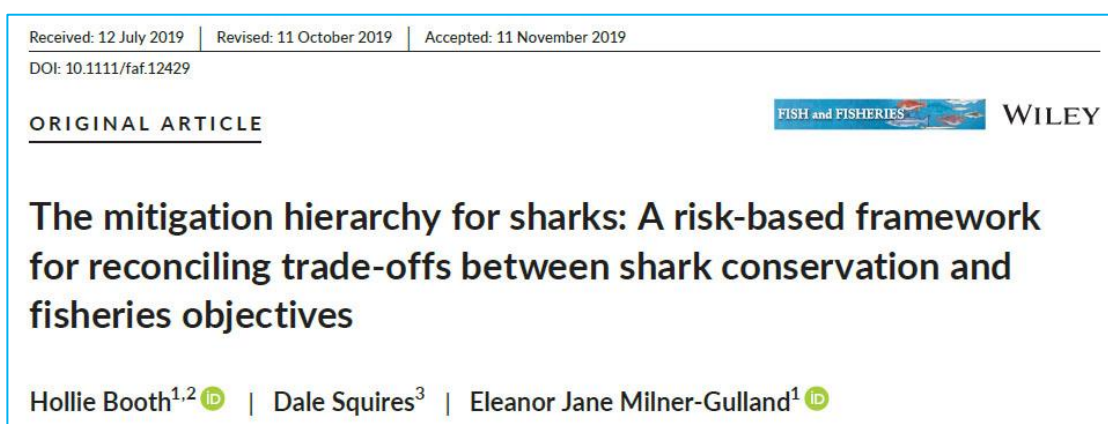 Received: 12 July 2019 | Revised: 11 October 2019 | Accepted: 11 November 2019
DOI: 10.1111/faf.12429
ORIGINAL ARTICLE
FISH and FISHERIES WILEY
The mitigation hierarchy for sharks: A risk-based framework
for reconciling trade-offs between shark conservation and
fisheries objectives
Hollie Booth1,2 iD | Dale Squires3 | Eleanor Jane Milner-Gulland1 iD